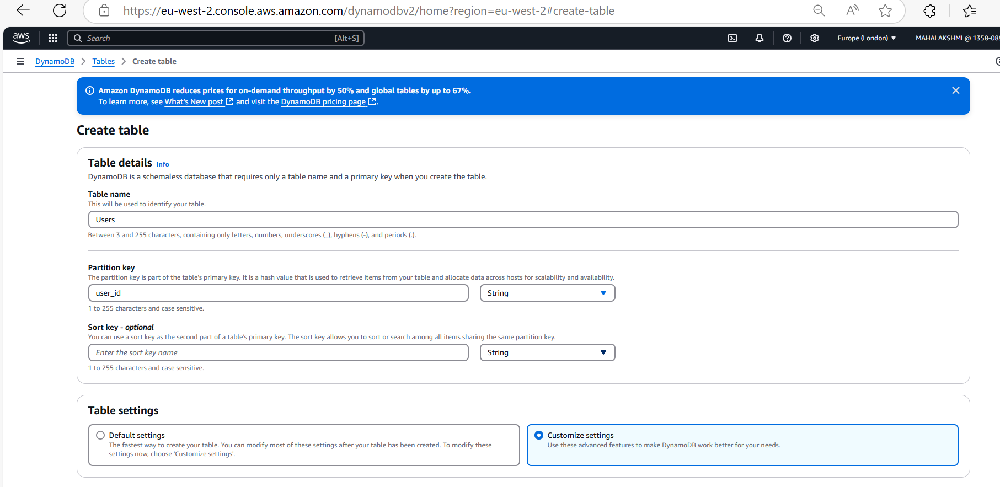 https://eu-west-2.console.aws.amazon.com/dynamodbv2/home?region=eu-west-2#create-table
aws
Search [Alt+S]
Europe (London)
MAHALAKSHMI @ 1358-089
DynamoDB > Tables > Create table
Amazon DynamoDB reduces prices for on-demand throughput by 50% and global tables by up to 67%.
To learn more, see What's New post and visit the DynamoDB pricing page.
Create table
Table details Info
DynamoDB is a schemaless database that requires only a table name and a primary key when you create the table.
Table name
This will be used to identify your table.
Users
Between 3 and 255 characters, containing only letters, numbers, underscores (_), hyphens (-), and periods (.).
Partition key
The partition key is part of the table's primary key. It is a hash value that is used to retrieve items from your table and allocate data across hosts for scalability and availability.
user_id String
1 to 255 characters and case sensitive.
Sort key - optional
You can use a sort key as the second part of a table's primary key. The sort key allows you to sort or search among all items sharing the same partition key.
Enter the sort key name String
1 to 255 characters and case sensitive.
Table settings
Default settings
The fastest way to create your table. You can modify most of these settings after your table has been created. To modify these
settings now, choose 'Customize settings'.
Customize settings
Use these advanced features to make DynamoDB work better for your needs.